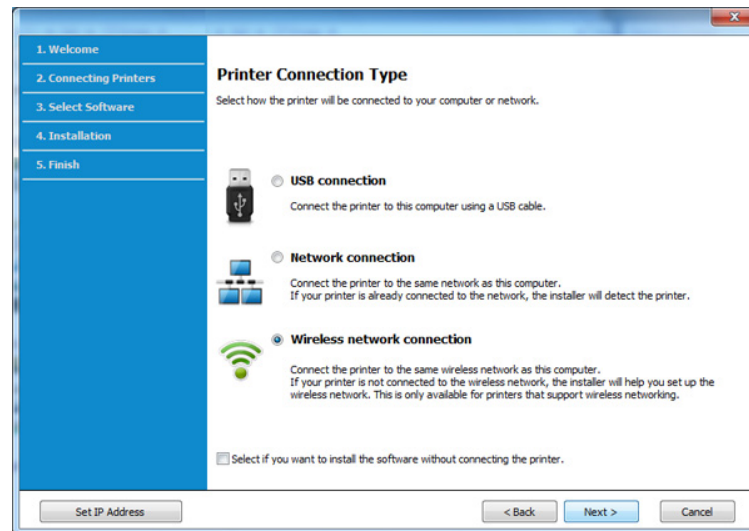 1. Welcome
2. Connecting Printers
3. Select Software
4. Installation
5. Finish
Printer Connection Type
Select how the printer will be connected to your computer or network.
USB connection
Connect the printer to this computer using a USB cable.
Network connection
Connect the printer to the same network as this computer.
If your printer is already connected to the network, the installer will detect the printer.
Wireless network connection
Connect the printer to the same wireless network as this computer.
If your printer is not connected to the wireless network, the installer will help you set up the
wireless network. This is only available for printers that support wireless networking.
Select if you want to install the software without connecting the printer.
Set IP Address
< Back
Next >
Cancel